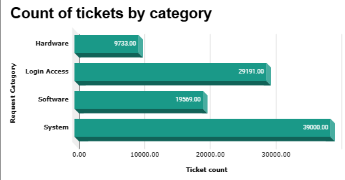 Count of tickets by category
Hardware
9733.00
Login Access
29191.00
Software
19569.00
System
39000.00
Request Category
0.00
10000.00
20000.00
30000.00
Ticket count